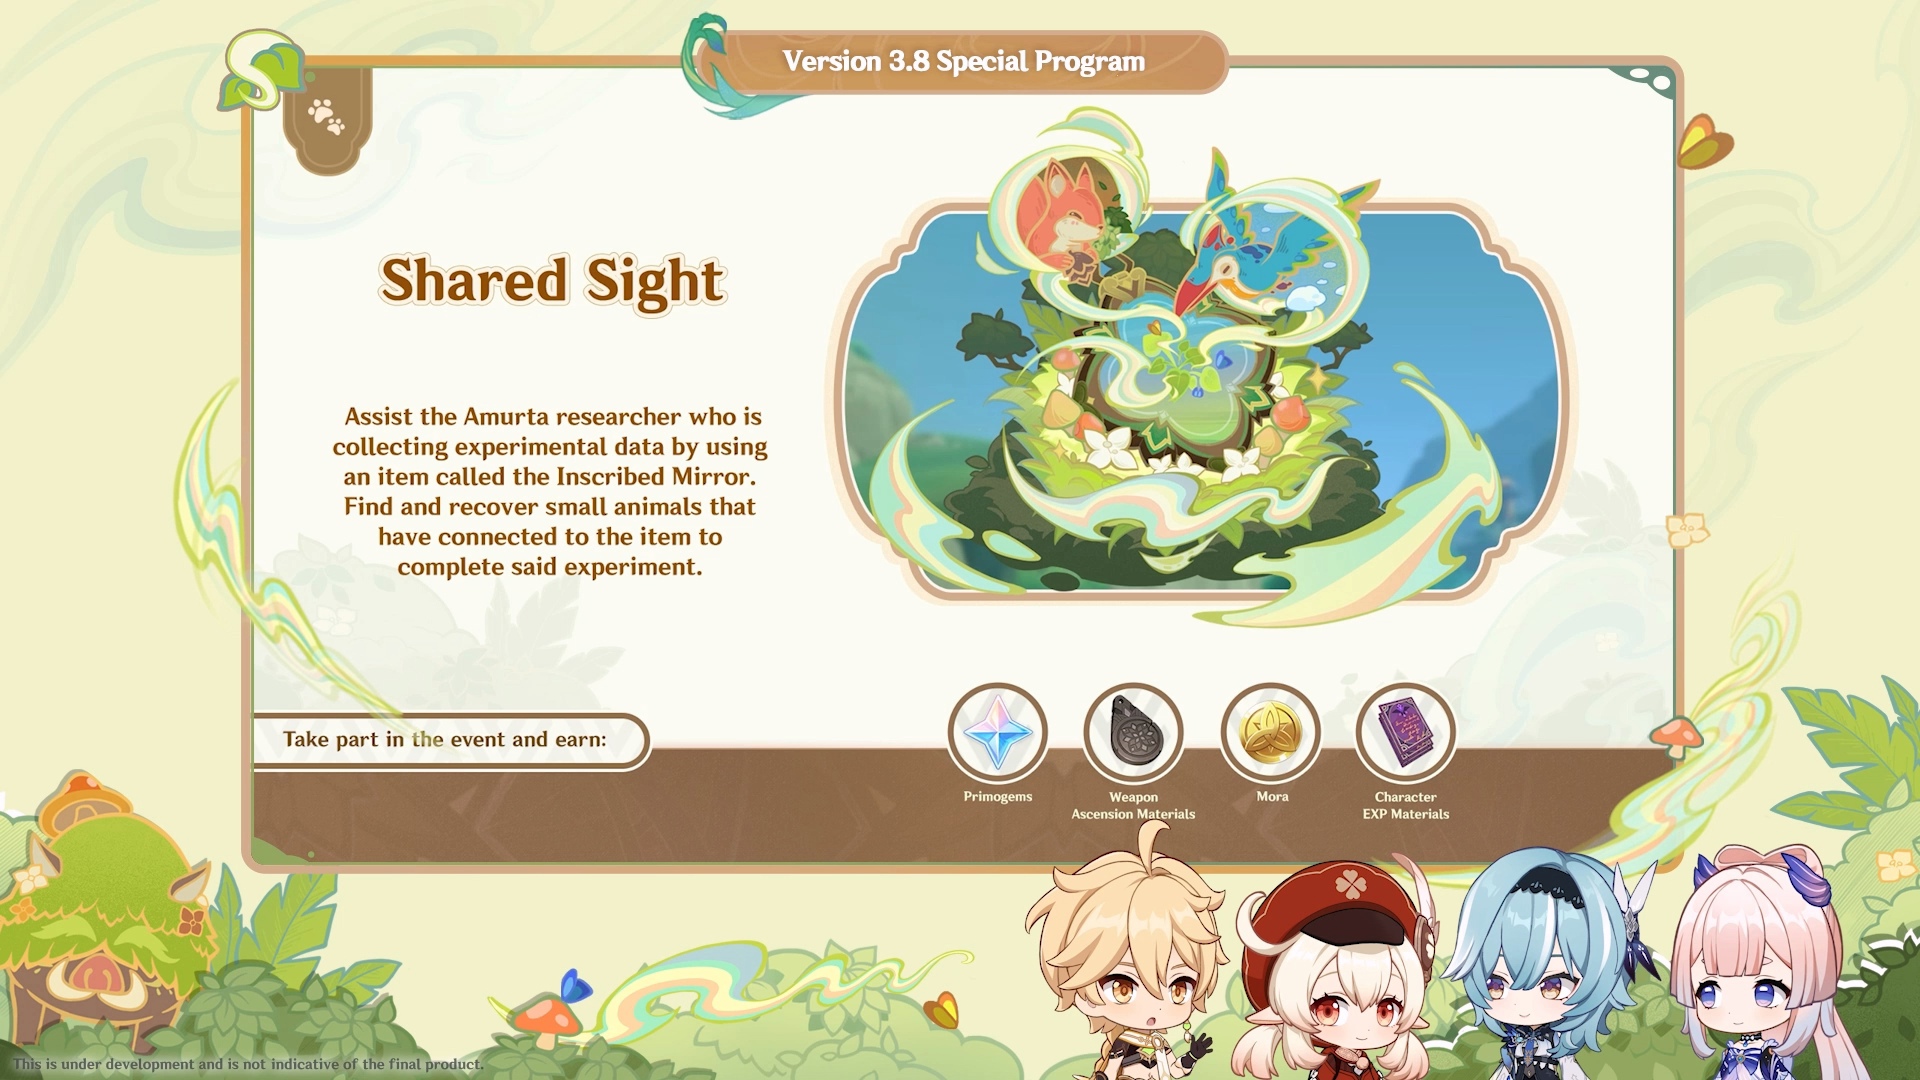 Version 3.8 Special Program
Shared Sight
Assist the Amurta researcher who is
collecting experimental data by using
an item called the Inscribed Mirror.
Find and recover small animals that
have connected to the item to
complete said experiment.
Take part in the event and earn:
Primogems
Weapon
Ascension Materials
Mora
Character
EXP Materials
This is under development and is not indicative of the final product.